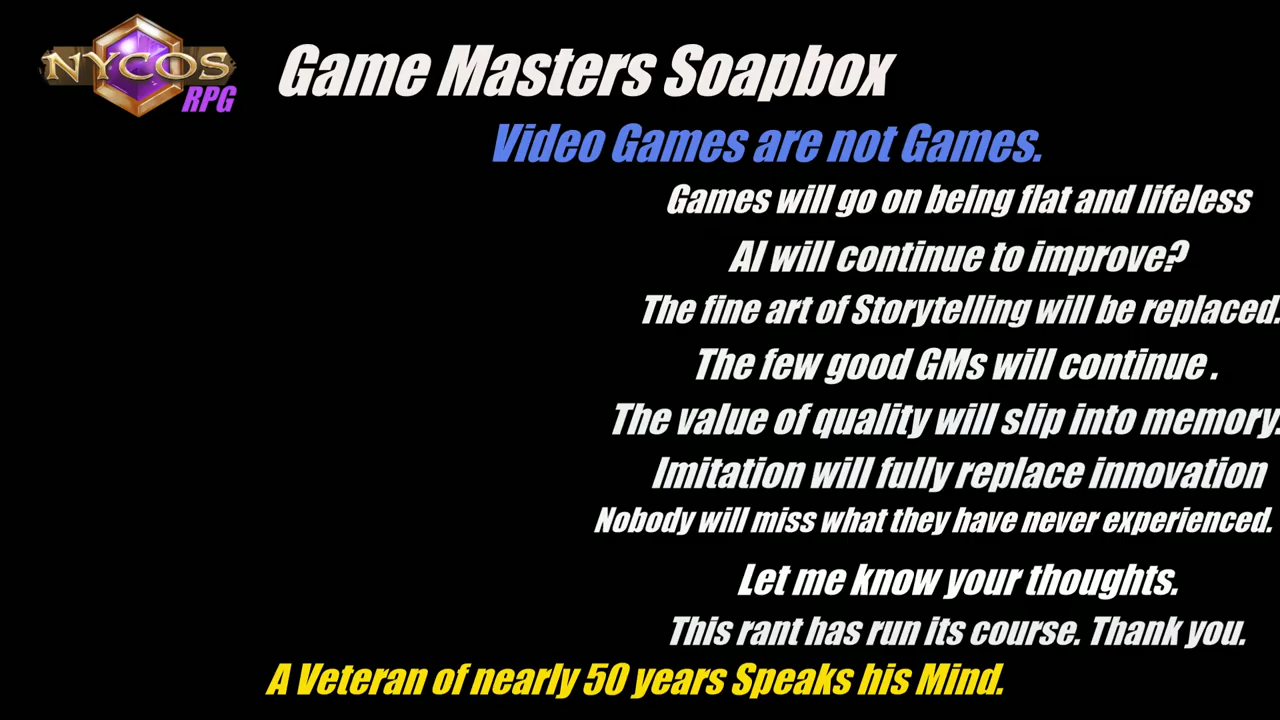 NYCOS
RPG
Game Masters Soapbox
Video Games are not Games.
Games will go on being flat and lifeless
AI will continue to improve?
The fine art of Storytelling will be replaced.
The few good GMs will continue .
The value of quality will slip into memory.
Imitation will fully replace innovation
Nobody will miss what they have never experienced.
Let me know your thoughts.
This rant has run its course. Thank you.
A Veteran of nearly 50 years Speaks his Mind.